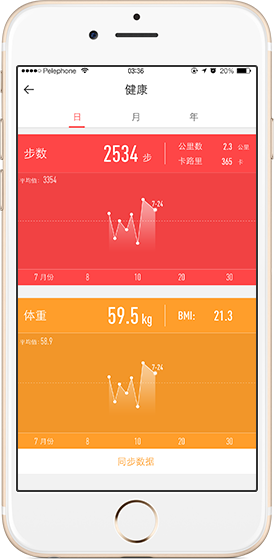 Pelephone 03:36 20%
健康
日 月 年
步数 2534 步 公里数 2.3 公里
卡路里 365 卡
平均值: 3354
7-24
7月份 8 10 20 30
体重 59.5 kg BMI: 21.3
平均值: 58.9
7-24
7月份 8 10 20 30
同步数据